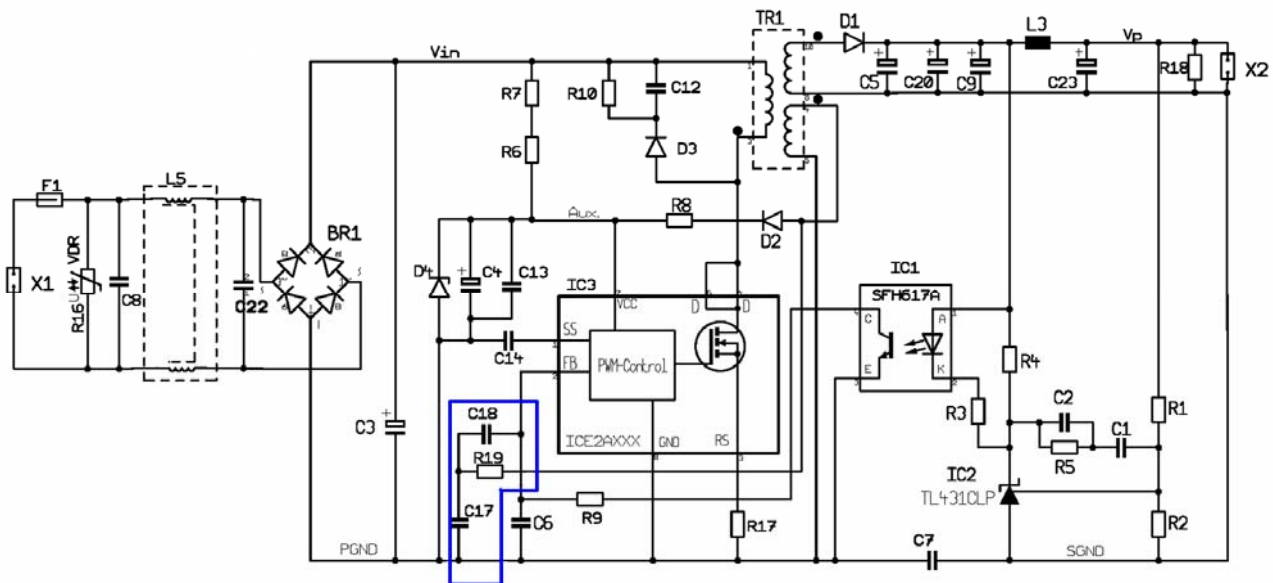 TR1
D1
L3
Vin
Vp
10
1
R7
R10
C12
C5
C20
C9
C23
R18
X2
D3
R6
F1
L5
BR1
Aux.
R8
D2
X1
R16
VDR
U
C8
C22
D4
C4
C13
IC3
IC1
SFH617A
VCC
D
D
C
A
SS
C14
PWM-Control
FB
E
K
R4
R3
C2
C1
R1
R5
C3
C18
ICE2AXXX
GND
RS
R19
IC2
TL431CLP
C17
C6
R9
R17
R2
PGND
C7
SGND